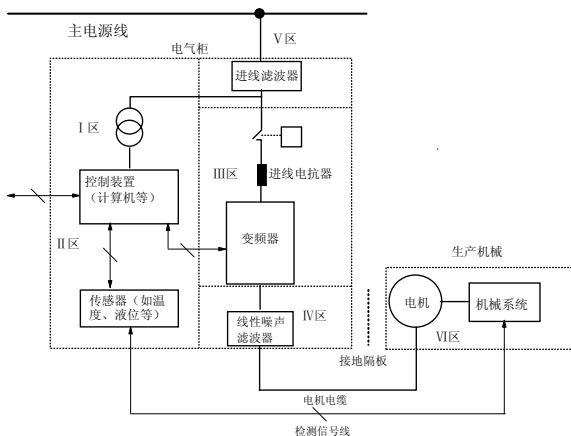 主电源线
Ⅴ区
电气柜
进线滤波器
Ⅰ区
Ⅲ区
进线电抗器
控制装置
（计算机等）
变频器
Ⅱ区
生产机械
传感器（如温
度、液位等）
线性噪声
滤波器
Ⅳ区
电机
机械系统
Ⅵ区
接地隔板
电机电缆
检测信号线